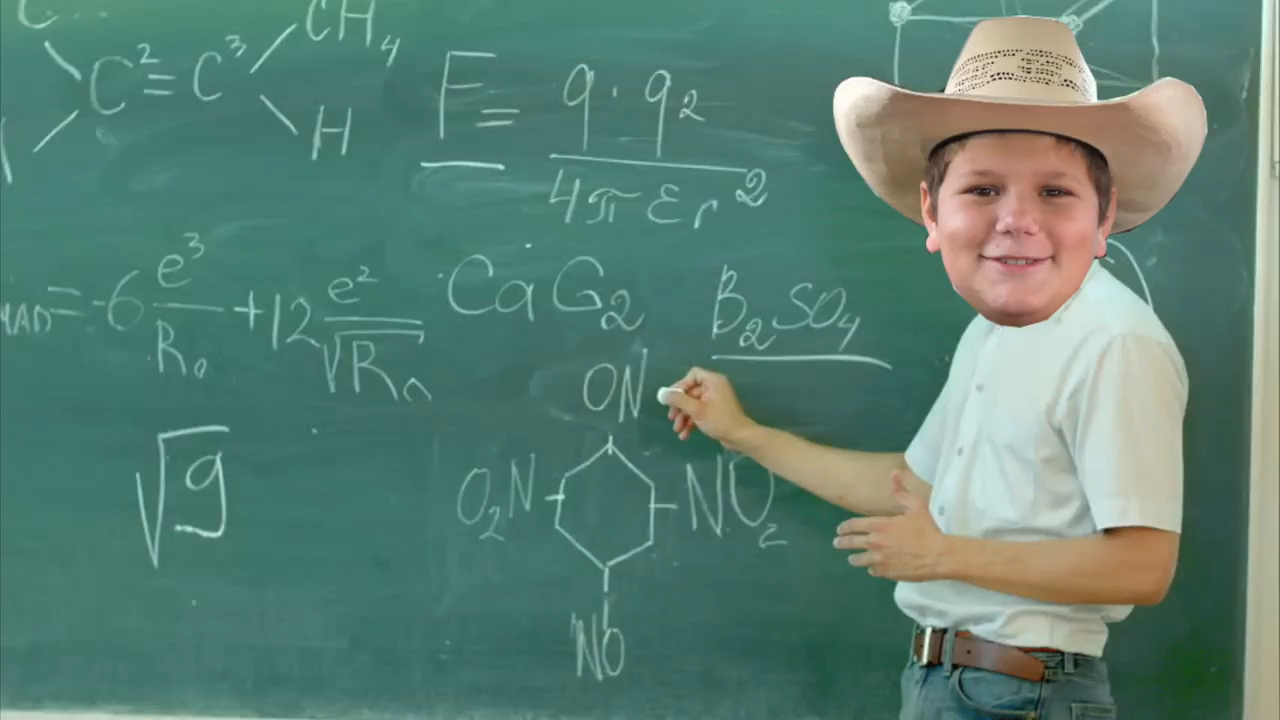 C²=C³
CH₄
H
F = q·q₂ / 4πεr²
= -6 e³/R₀ + 12 e²/√R₀
CaG₂
B₂SO₄
√g
ON
O₂N
NO₂
NO